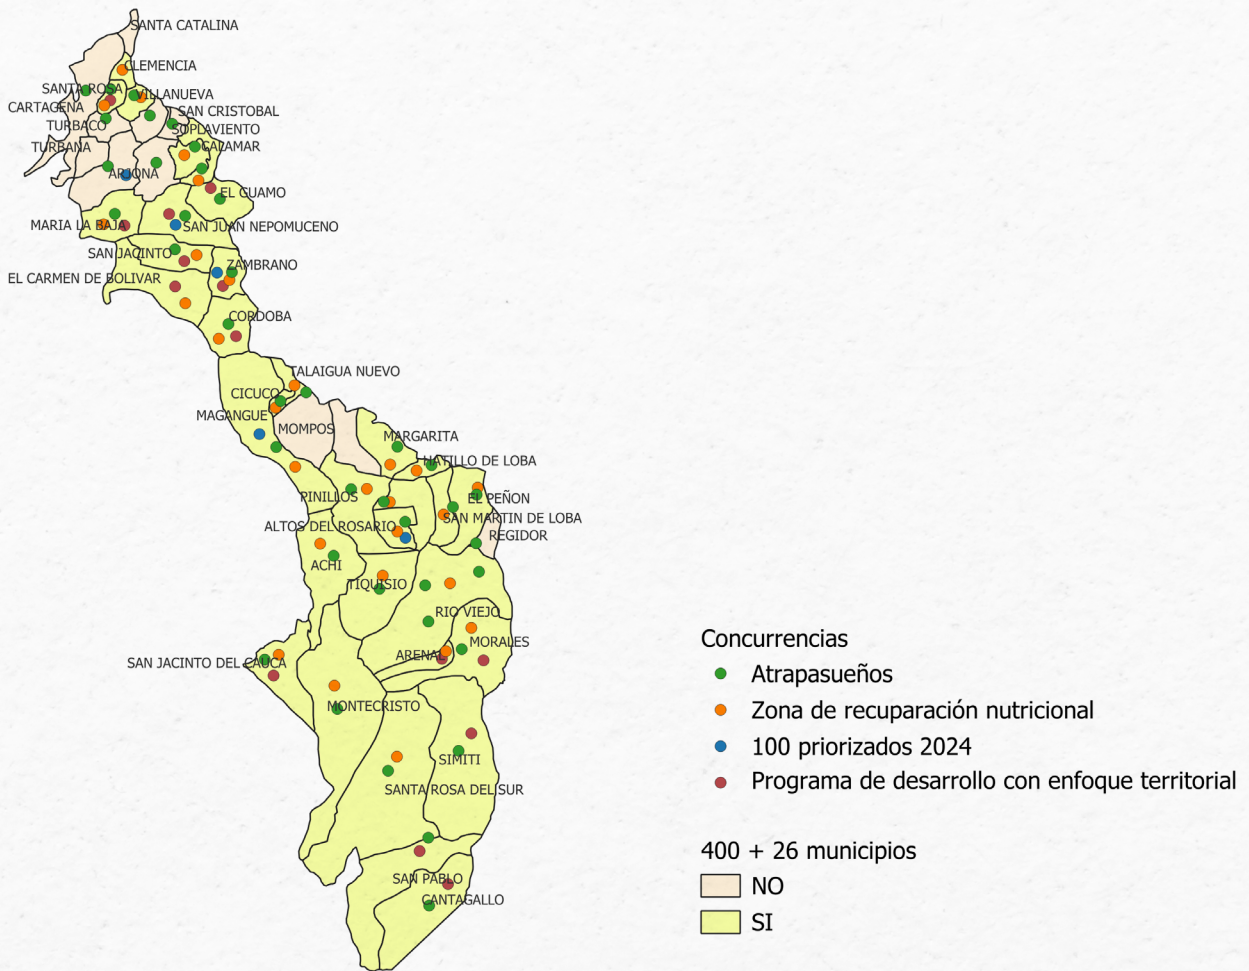 SANTA CATALINA
CLEMENCIA
SANTA ROSA
VILLANUEVA
CARTAGENA
SAN CRISTOBAL
TURBACO
SOPLAVIENTO
TURBANA
CALAMAR
ARJONA
EL GUAMO
MARIA LA BAJA
SAN JUAN NEPOMUCENO
SAN JACINTO
ZAMBRANO
EL CARMEN DE BOLIVAR
CORDOBA
TALAIGUA NUEVO
CICUCO
MAGANGUE
MOMPOS
MARGARITA
HATILLO DE LOBA
PINILLOS
EL PEÑON
ALTOS DEL ROSARIO
SAN MARTIN DE LOBA
REGIDOR
ACHI
TIQUISIO
RIO VIEJO
MORALES
ARENAL
SAN JACINTO DEL CAUCA
MONTECRISTO
SIMITI
SANTA ROSA DEL SUR
SAN PABLO
CANTAGALLO
Concurrencias
Atrapasueños
Zona de recuparación nutricional
100 priorizados 2024
Programa de desarrollo con enfoque territorial
400 + 26 municipios
NO
SI